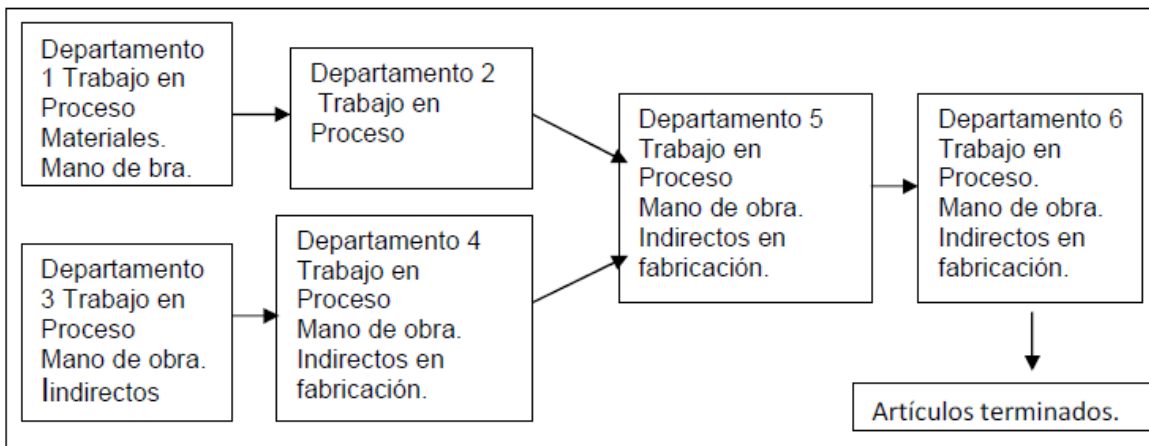 Departamento
1 Trabajo en
Proceso
Materiales.
Mano de bra.
Departamento 2
Trabajo en
Proceso
Departamento
3 Trabajo en
Proceso
Mano de obra.
Iindirectos
Departamento 4
Trabajo en
Proceso
Mano de obra.
Indirectos en
fabricación.
Departamento 5
Trabajo en
Proceso
Mano de obra.
Indirectos en
fabricación.
Departamento 6
Trabajo en
Proceso.
Mano de obra.
Indirectos en
fabricación.
Artículos terminados.